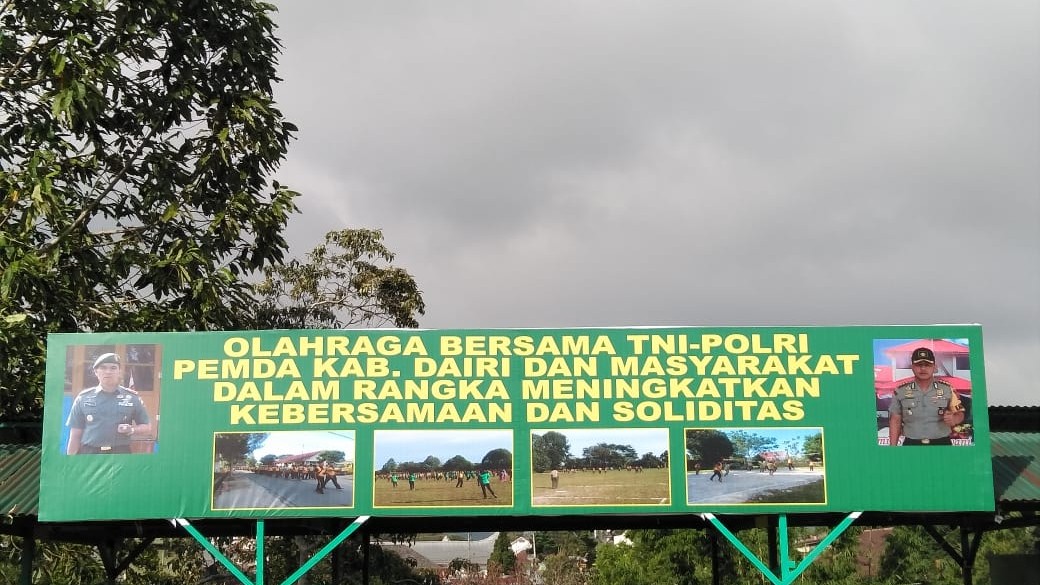 OLAHRAGA BERSAMA TNI-POLRI
PEMDA KAB. DAIRI DAN MASYARAKAT
DALAM RANGKA MENINGKATKAN
KEBERSAMAAN DAN SOLIDITAS